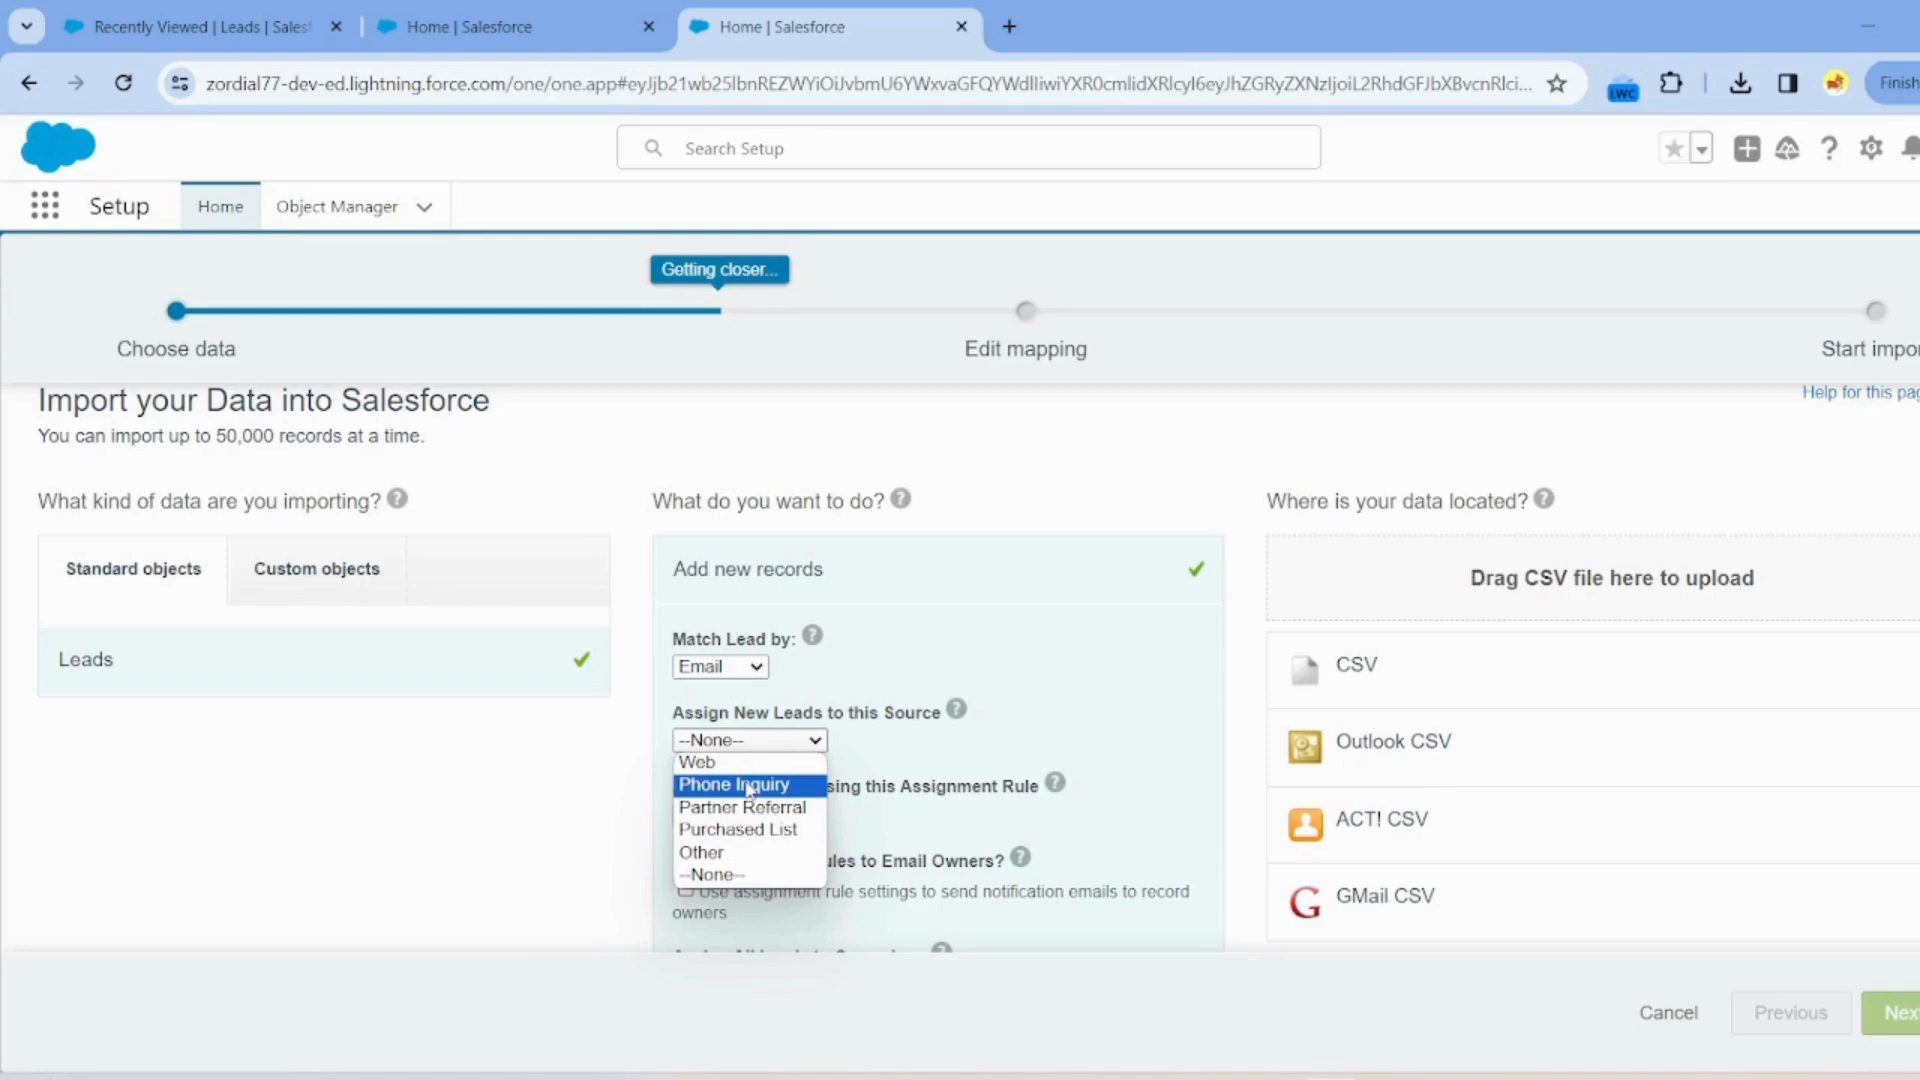 Recently Viewed | Leads | Sales
Home | Salesforce
Home | Salesforce
zordial77-dev-ed.lightning.force.com/one/one.app#
LWC
Finish
Search Setup
Setup
Home
Object Manager
Getting closer...
Choose data
Edit mapping
Start impor
Import your Data into Salesforce
Help for this pag
You can import up to 50,000 records at a time.
What kind of data are you importing?
What do you want to do?
Where is your data located?
Standard objects
Custom objects
Add new records
Drag CSV file here to upload
Leads
Match Lead by:
Email
CSV
Assign New Leads to this Source
--None--
Outlook CSV
Web
Phone Inquiry
sing this Assignment Rule
Partner Referral
Purchased List
ACT! CSV
Other
ules to Email Owners?
--None--
Use assignment rule settings to send notification emails to record
owners
GMail CSV
Cancel
Previous
Nex